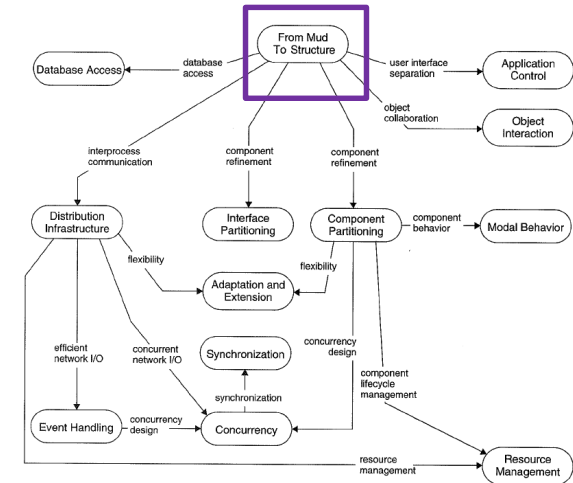 From Mud
To Structure
database
access
user interface
separation
Database Access
Application
Control
object
collaboration
Object
Interaction
interprocess
communication
component
refinement
component
refinement
Distribution
Infrastructure
Interface
Partitioning
Component
Partitioning
component
behavior
Modal Behavior
flexibility
flexibility
Adaptation and
Extension
efficient
network I/O
concurrent
network I/O
Synchronization
concurrency
design
component
lifecycle
management
synchronization
Event Handling
concurrency
design
Concurrency
resource
management
Resource
Management